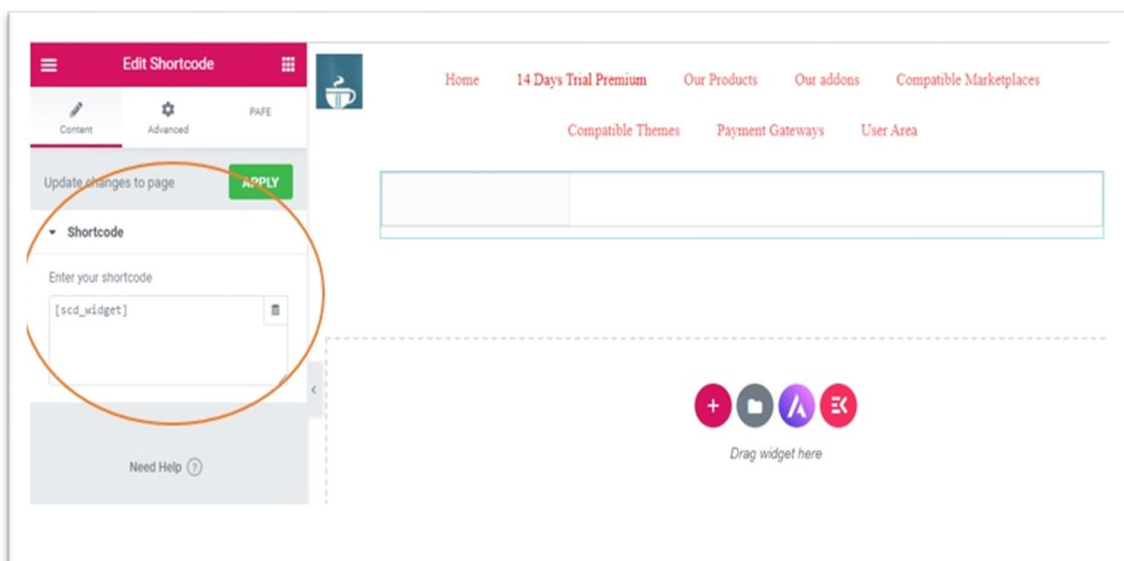 Edit Shortcode
Content
Advanced
PAFE
Update changes to page
APPLY
Shortcode
Enter your shortcode
[scd_widget]
Need Help ?
Home 14 Days Trial Premium Our Products Our addons Compatible Marketplaces
Compatible Themes Payment Gateways User Area
Drag widget here